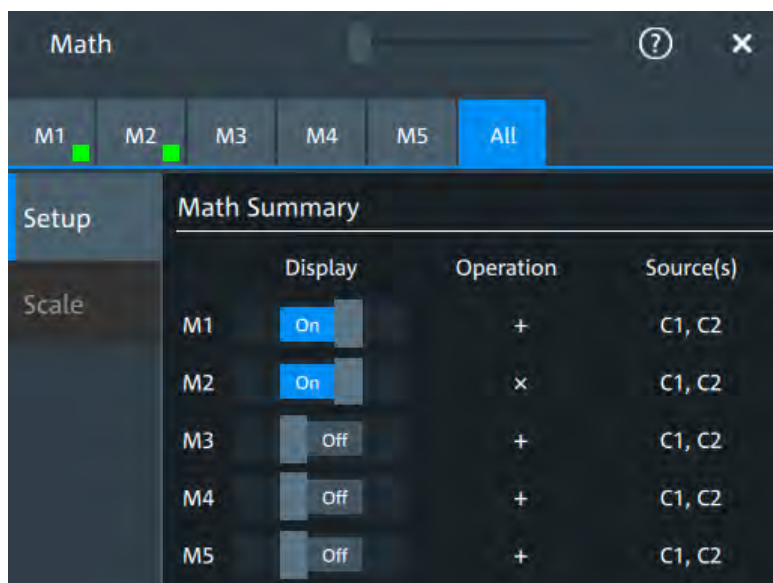 Math ? ×
M1 M2 M3 M4 M5 All
Setup Math Summary
Display Operation Source(s)
Scale
M1 On + C1, C2
M2 On × C1, C2
M3 Off + C1, C2
M4 Off + C1, C2
M5 Off + C1, C2